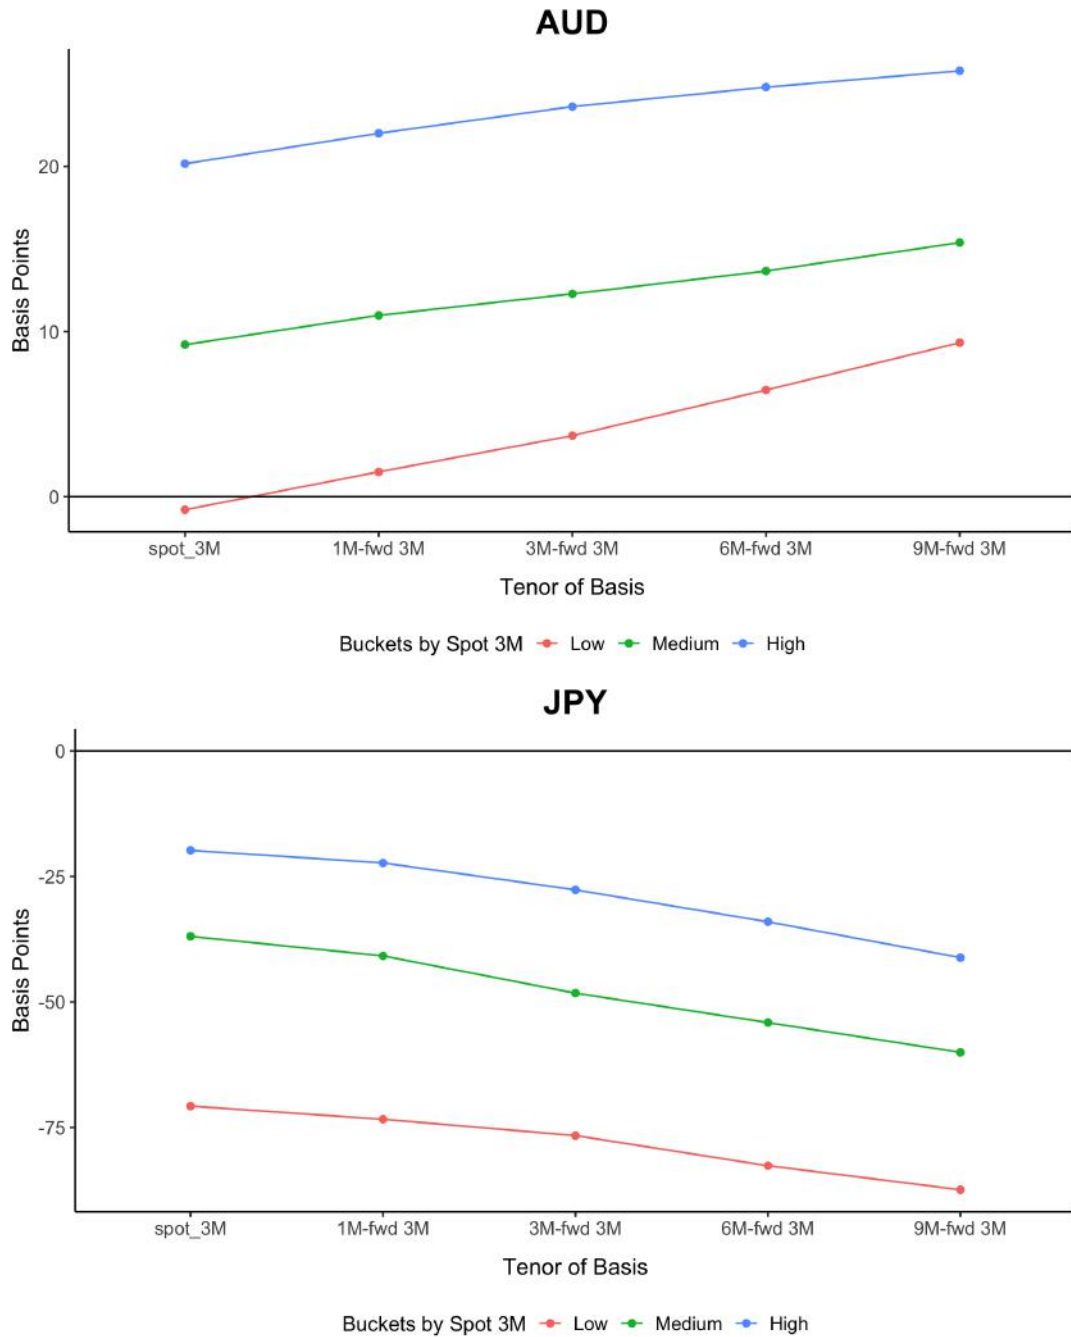 AUD
20
10
0
Basis Points
spot_3M 1M-fwd 3M 3M-fwd 3M 6M-fwd 3M 9M-fwd 3M
Tenor of Basis
Buckets by Spot 3M Low Medium High
JPY
0
-25
-50
-75
Basis Points
spot_3M 1M-fwd 3M 3M-fwd 3M 6M-fwd 3M 9M-fwd 3M
Tenor of Basis
Buckets by Spot 3M Low Medium High